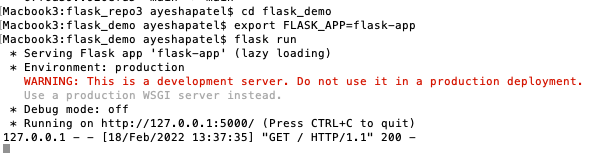 [Macbook3:flask_repo3 ayeshapatel$ cd flask_demo
[Macbook3:flask_demo ayeshapatel$ export FLASK_APP=flask-app
[Macbook3:flask_demo ayeshapatel$ flask run
 * Serving Flask app 'flask-app' (lazy loading)
 * Environment: production
   WARNING: This is a development server. Do not use it in a production deployment.
   Use a production WSGI server instead.
 * Debug mode: off
 * Running on http://127.0.0.1:5000/ (Press CTRL+C to quit)
127.0.0.1 - - [18/Feb/2022 13:37:35] "GET / HTTP/1.1" 200 -